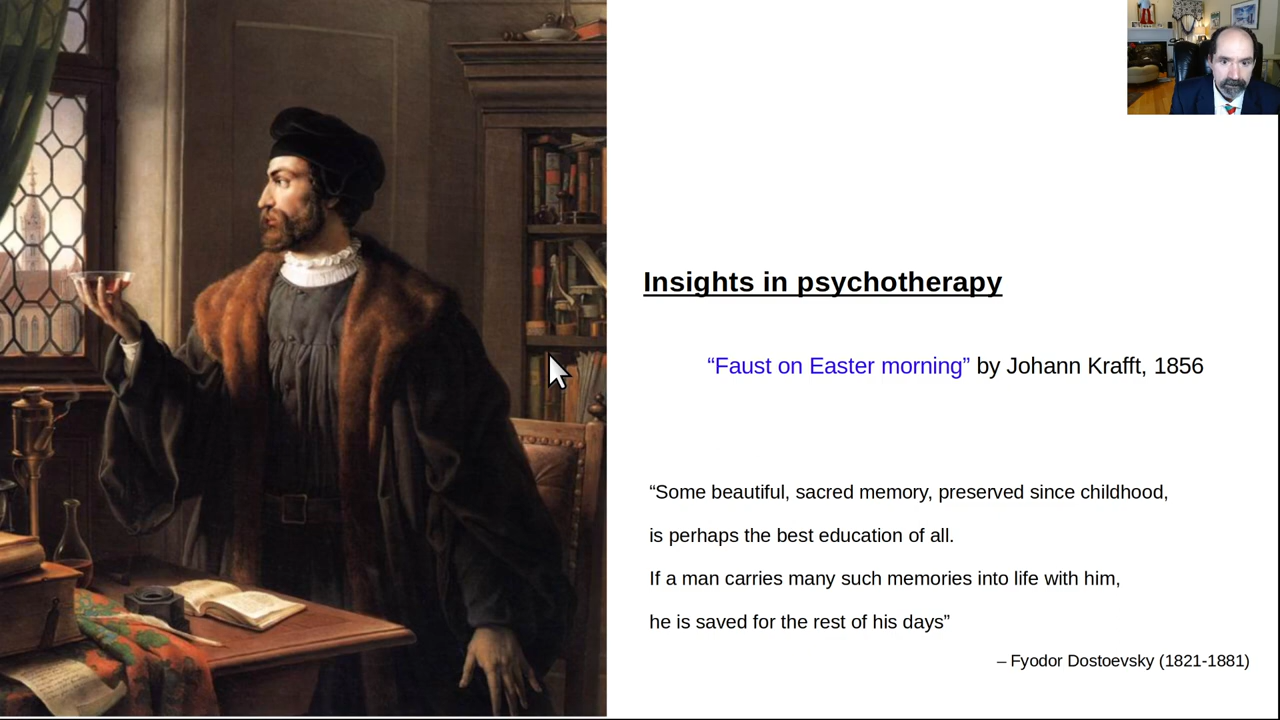 Insights in psychotherapy
“Faust on Easter morning” by Johann Krafft, 1856
“Some beautiful, sacred memory, preserved since childhood,
is perhaps the best education of all.
If a man carries many such memories into life with him,
he is saved for the rest of his days”
– Fyodor Dostoevsky (1821-1881)